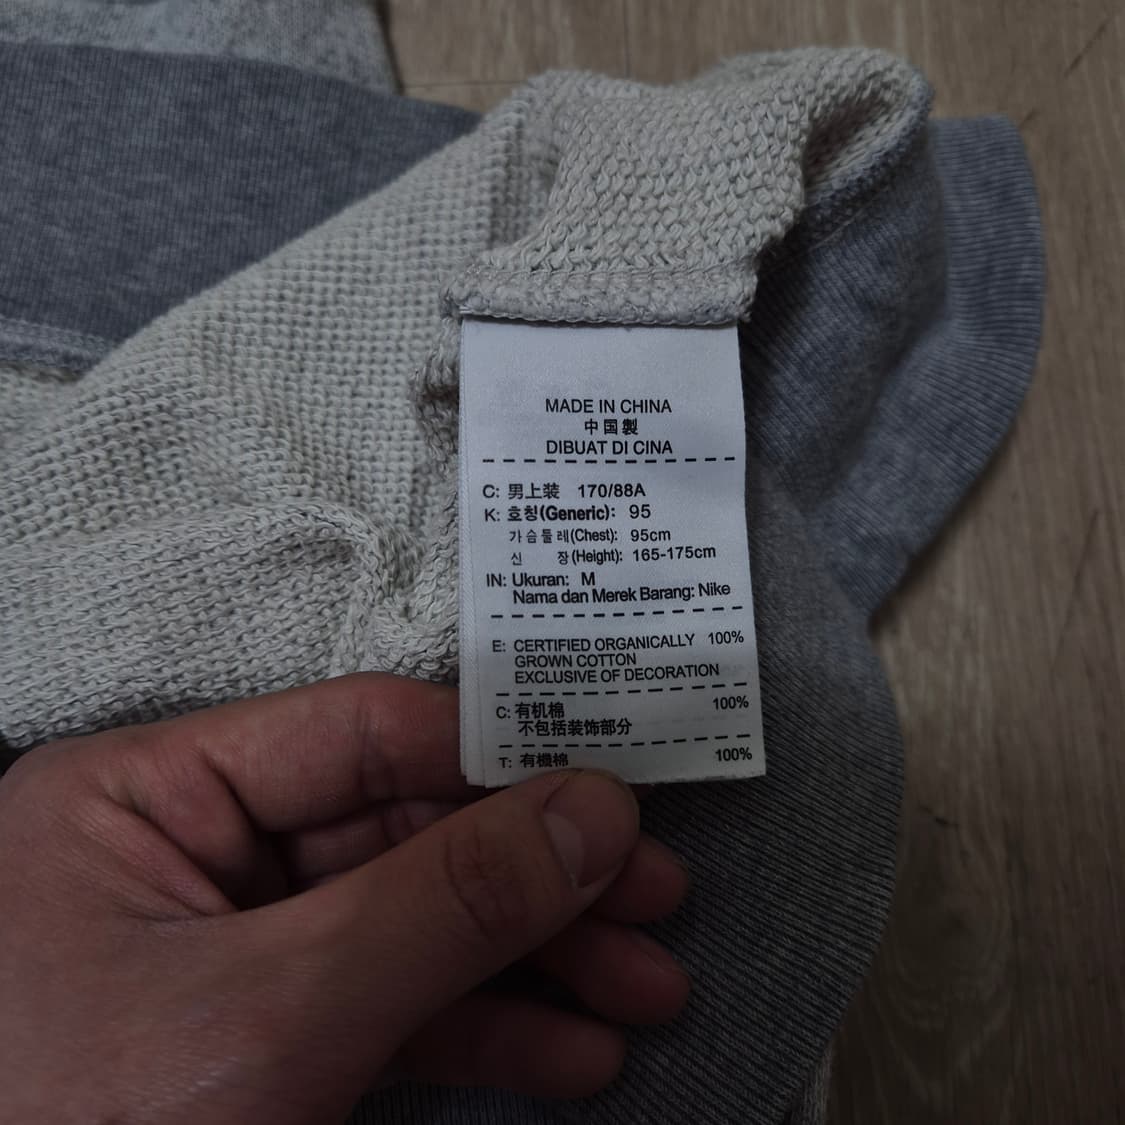 MADE IN CHINA
中国製
DIBUAT DI CINA
C: 男上装 170/88A
K: 호칭(Generic): 95
가슴둘레(Chest): 95cm
신 장(Height): 165-175cm
IN: Ukuran: M
Nama dan Merek Barang: Nike
E: CERTIFIED ORGANICALLY 100%
GROWN COTTON
EXCLUSIVE OF DECORATION
C: 有机棉 100%
不包括装饰部分
T: 有機棉 100%